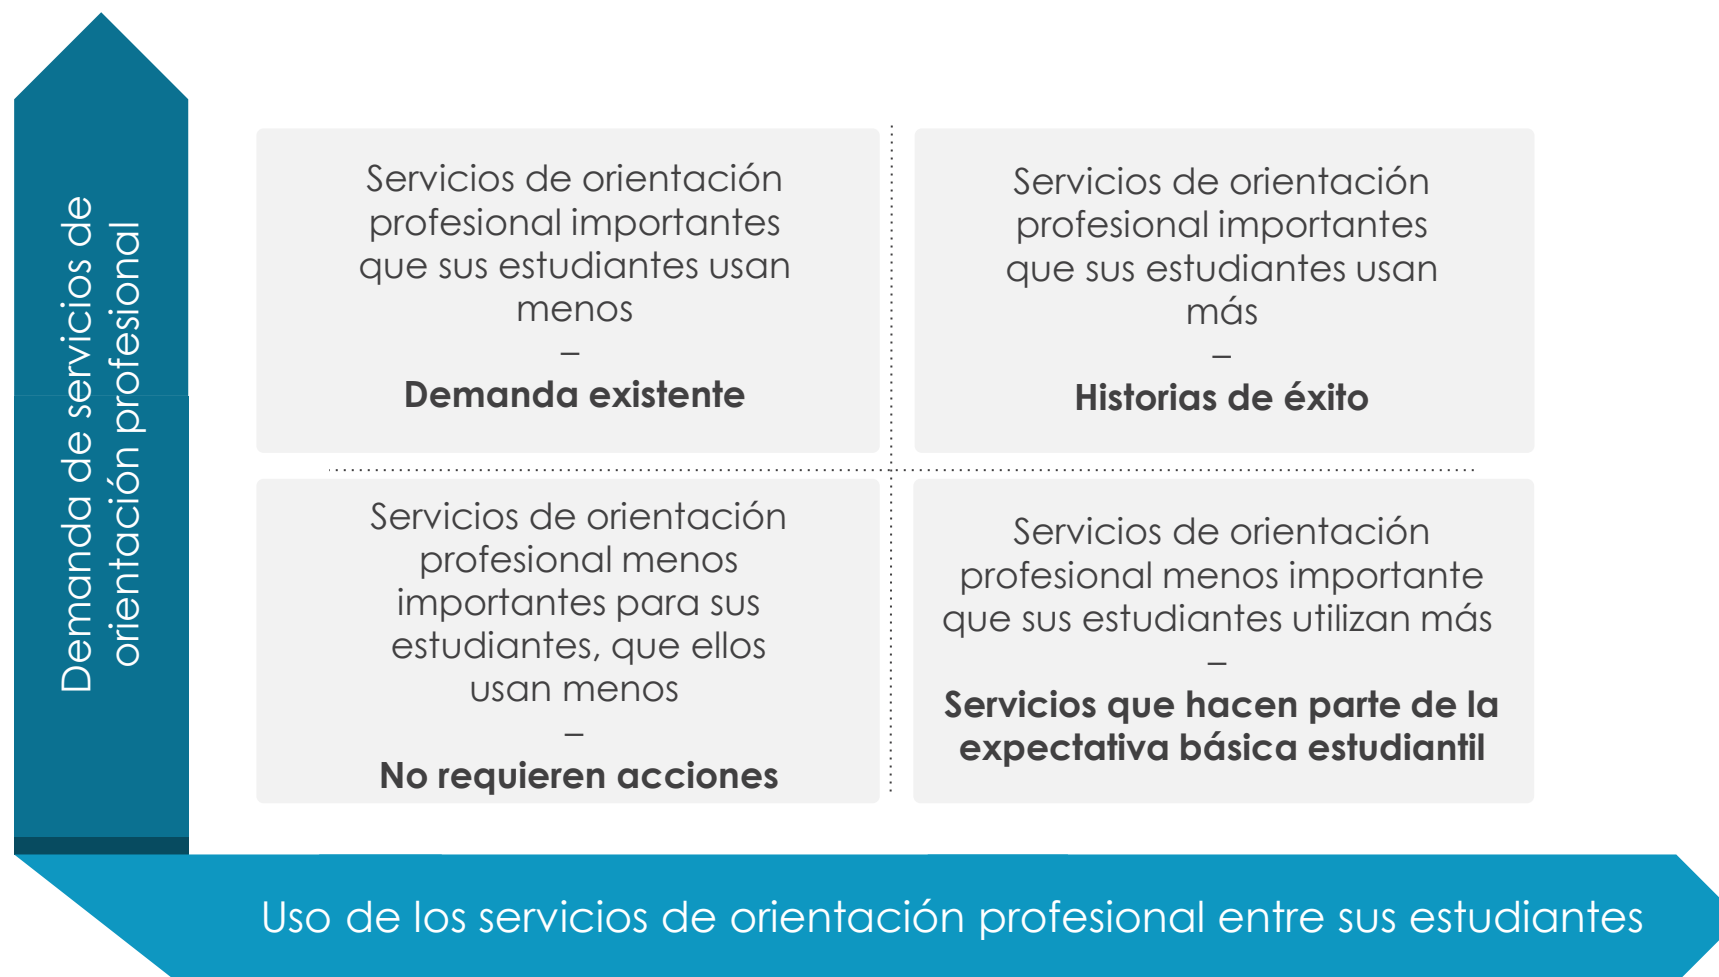 Demanda de servicios de
orientación profesional
Servicios de orientación
profesional importantes
que sus estudiantes usan
menos
–
Demanda existente
Servicios de orientación
profesional importantes
que sus estudiantes usan
más
–
Historias de éxito
Servicios de orientación
profesional menos
importantes para sus
estudiantes, que ellos
usan menos
–
No requieren acciones
Servicios de orientación
profesional menos importante
que sus estudiantes utilizan más
–
Servicios que hacen parte de la
expectativa básica estudiantil
Uso de los servicios de orientación profesional entre sus estudiantes